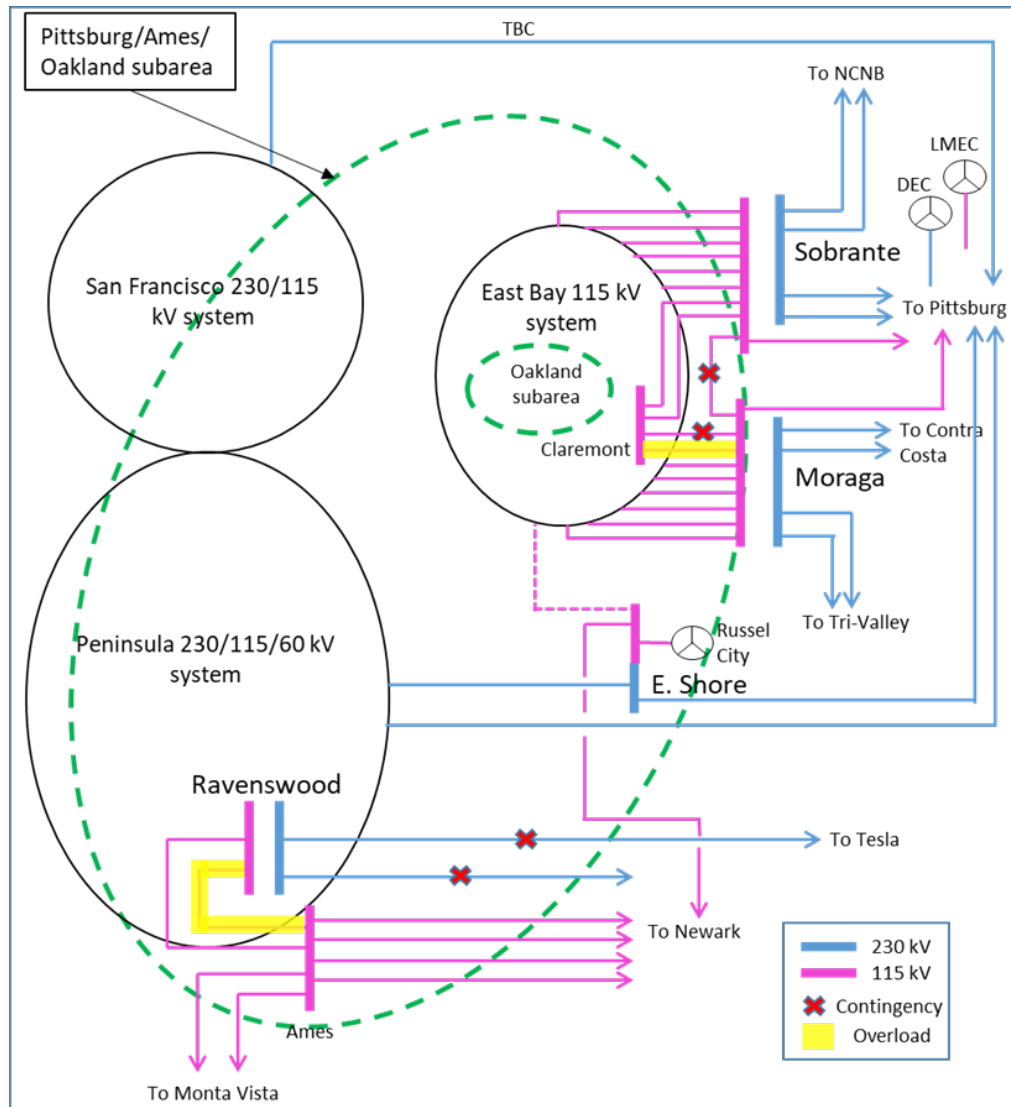 Pittsburg/Ames/
Oakland subarea
TBC
To NCNB
LMEC
DEC
Sobrante
San Francisco 230/115
kV system
East Bay 115 kV
system
To Pittsburg
Oakland
subarea
Claremont
To Contra
Costa
Moraga
To Tri-Valley
Russel
City
Peninsula 230/115/60 kV
system
E. Shore
Ravenswood
To Tesla
To Newark
230 kV
115 kV
Contingency
Overload
Ames
To Monta Vista